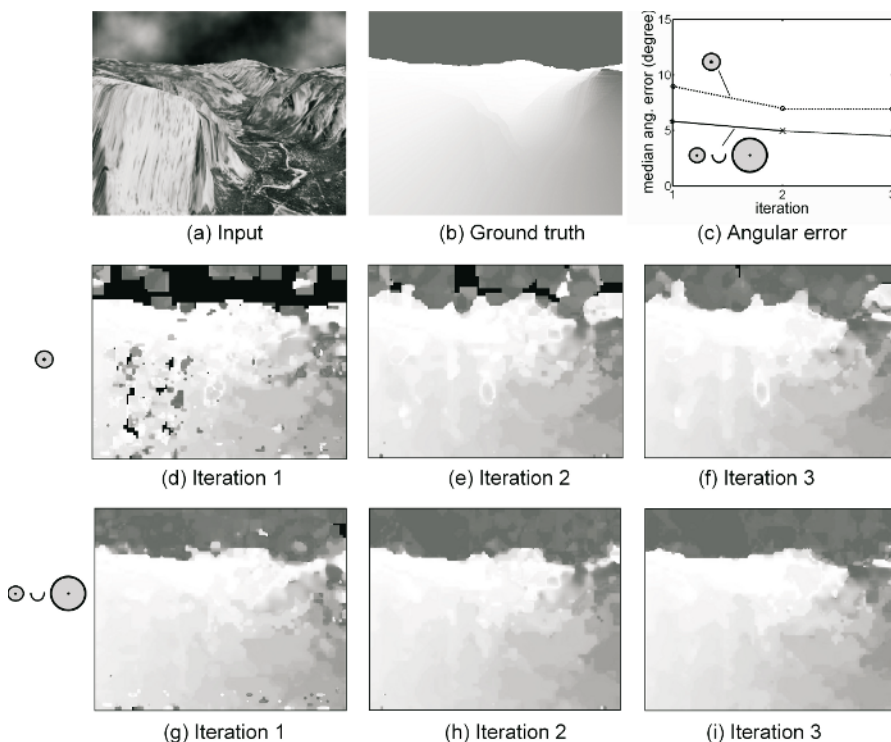 15
10
5
0
median ang. error (degree)
1
2
3
iteration
(a) Input
(b) Ground truth
(c) Angular error
(d) Iteration 1
(e) Iteration 2
(f) Iteration 3
(g) Iteration 1
(h) Iteration 2
(i) Iteration 3